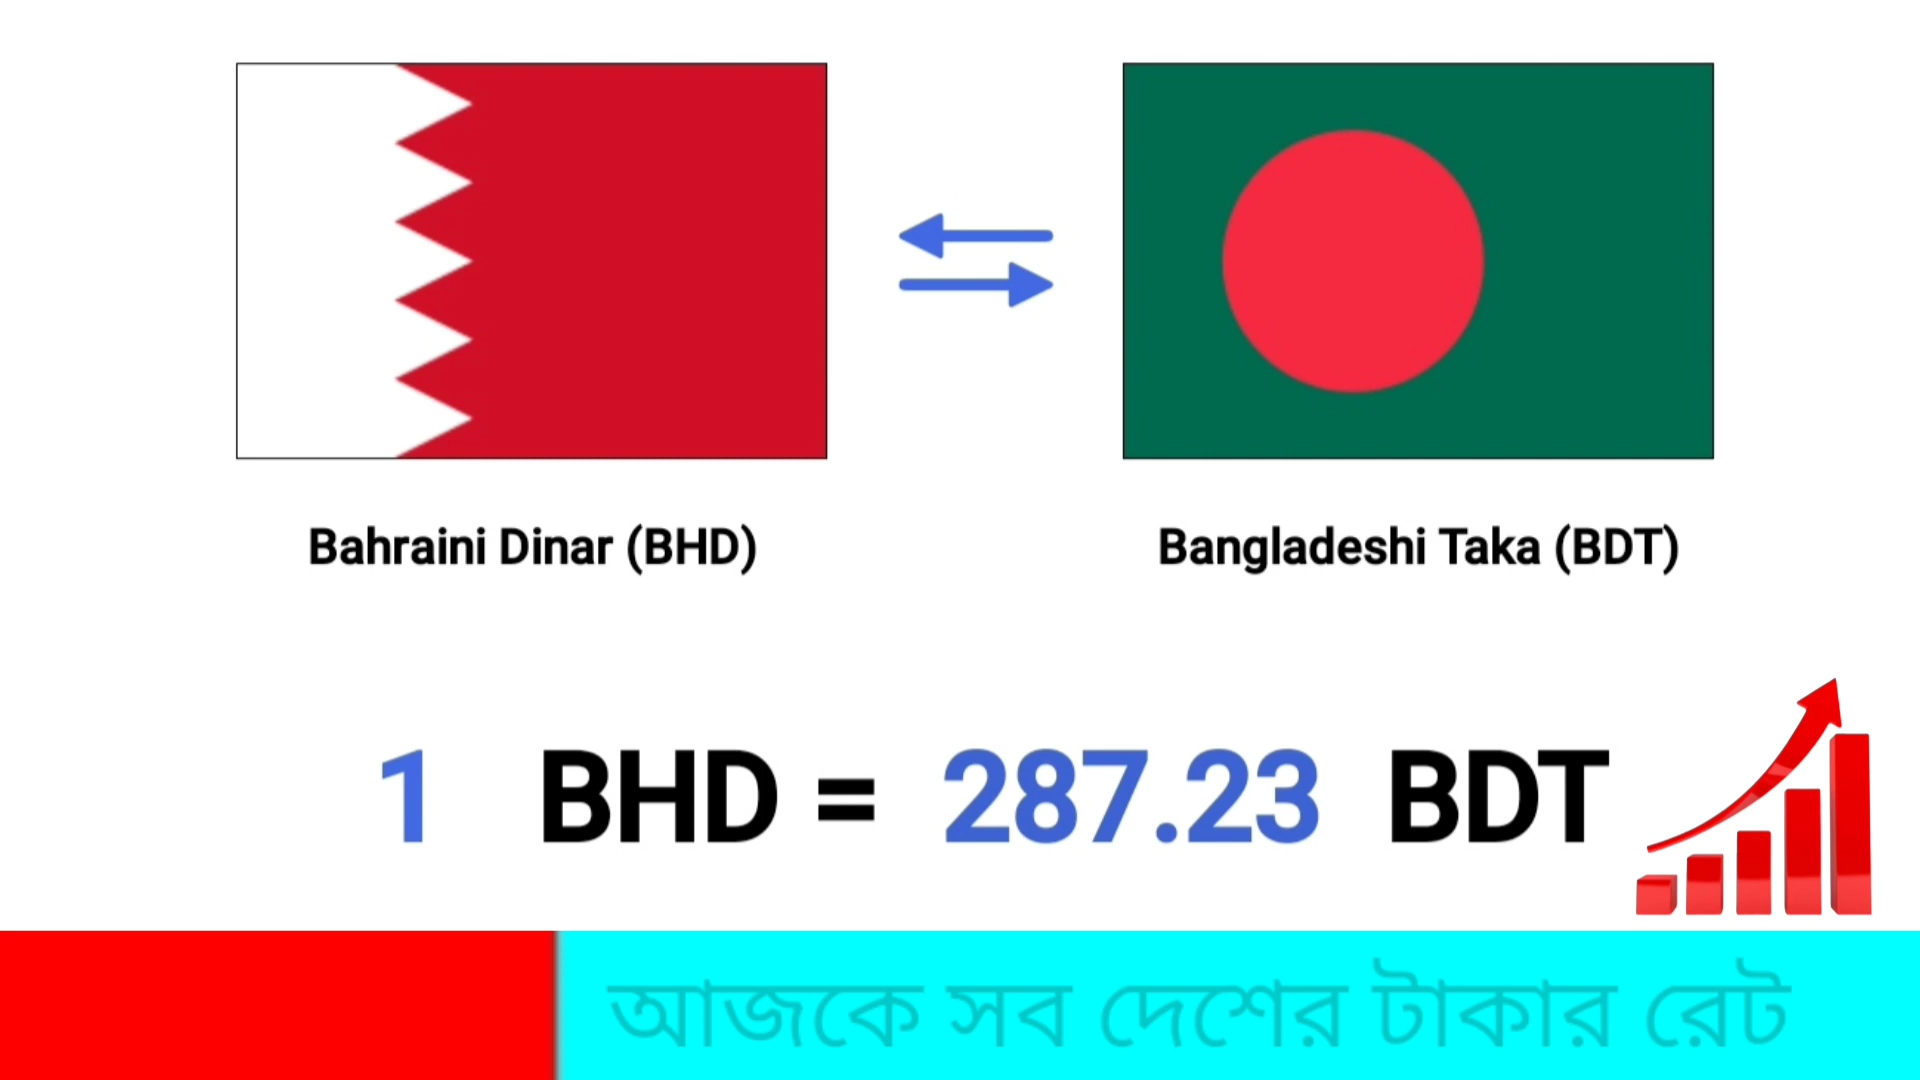 Bahraini Dinar (BHD)
Bangladeshi Taka (BDT)
1 BHD = 287.23 BDT
আজকে সব দেশের টাকার রেট